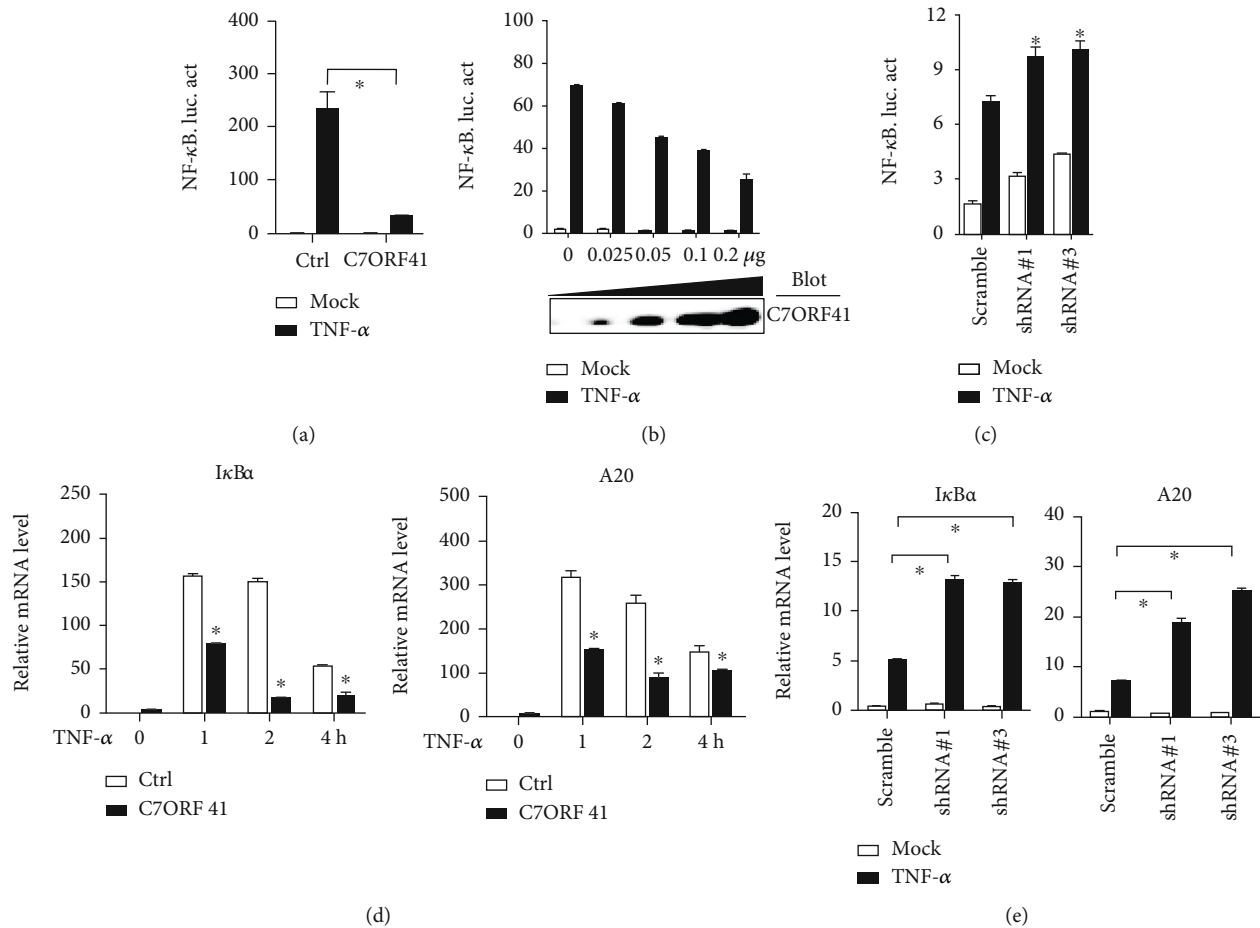 NF-κB. luc. act
400
300
200
100
0
*
Ctrl C7ORF41
Mock
TNF-α
(a)
NF-κB. luc. act
100
80
60
40
20
0
0 0.025 0.05 0.1 0.2 μg
Blot
C7ORF41
Mock
TNF-α
(b)
NF-κB. luc. act
12
9
6
3
0
* *
Scramble
shRNA#1
shRNA#3
Mock
TNF-α
(c)
IκBα
Relative mRNA level
250
200
150
100
50
0
* * *
TNF-α 0 1 2 4 h
Ctrl
C7ORF 41
A20
Relative mRNA level
500
400
300
200
100
0
* * *
TNF-α 0 1 2 4 h
Ctrl
C7ORF 41
(d)
IκBα
Relative mRNA level
20
15
10
5
0
*
*
Scramble
shRNA#1
shRNA#3
Mock
TNF-α
A20
40
30
20
10
0
*
*
Scramble
shRNA#1
shRNA#3
(e)